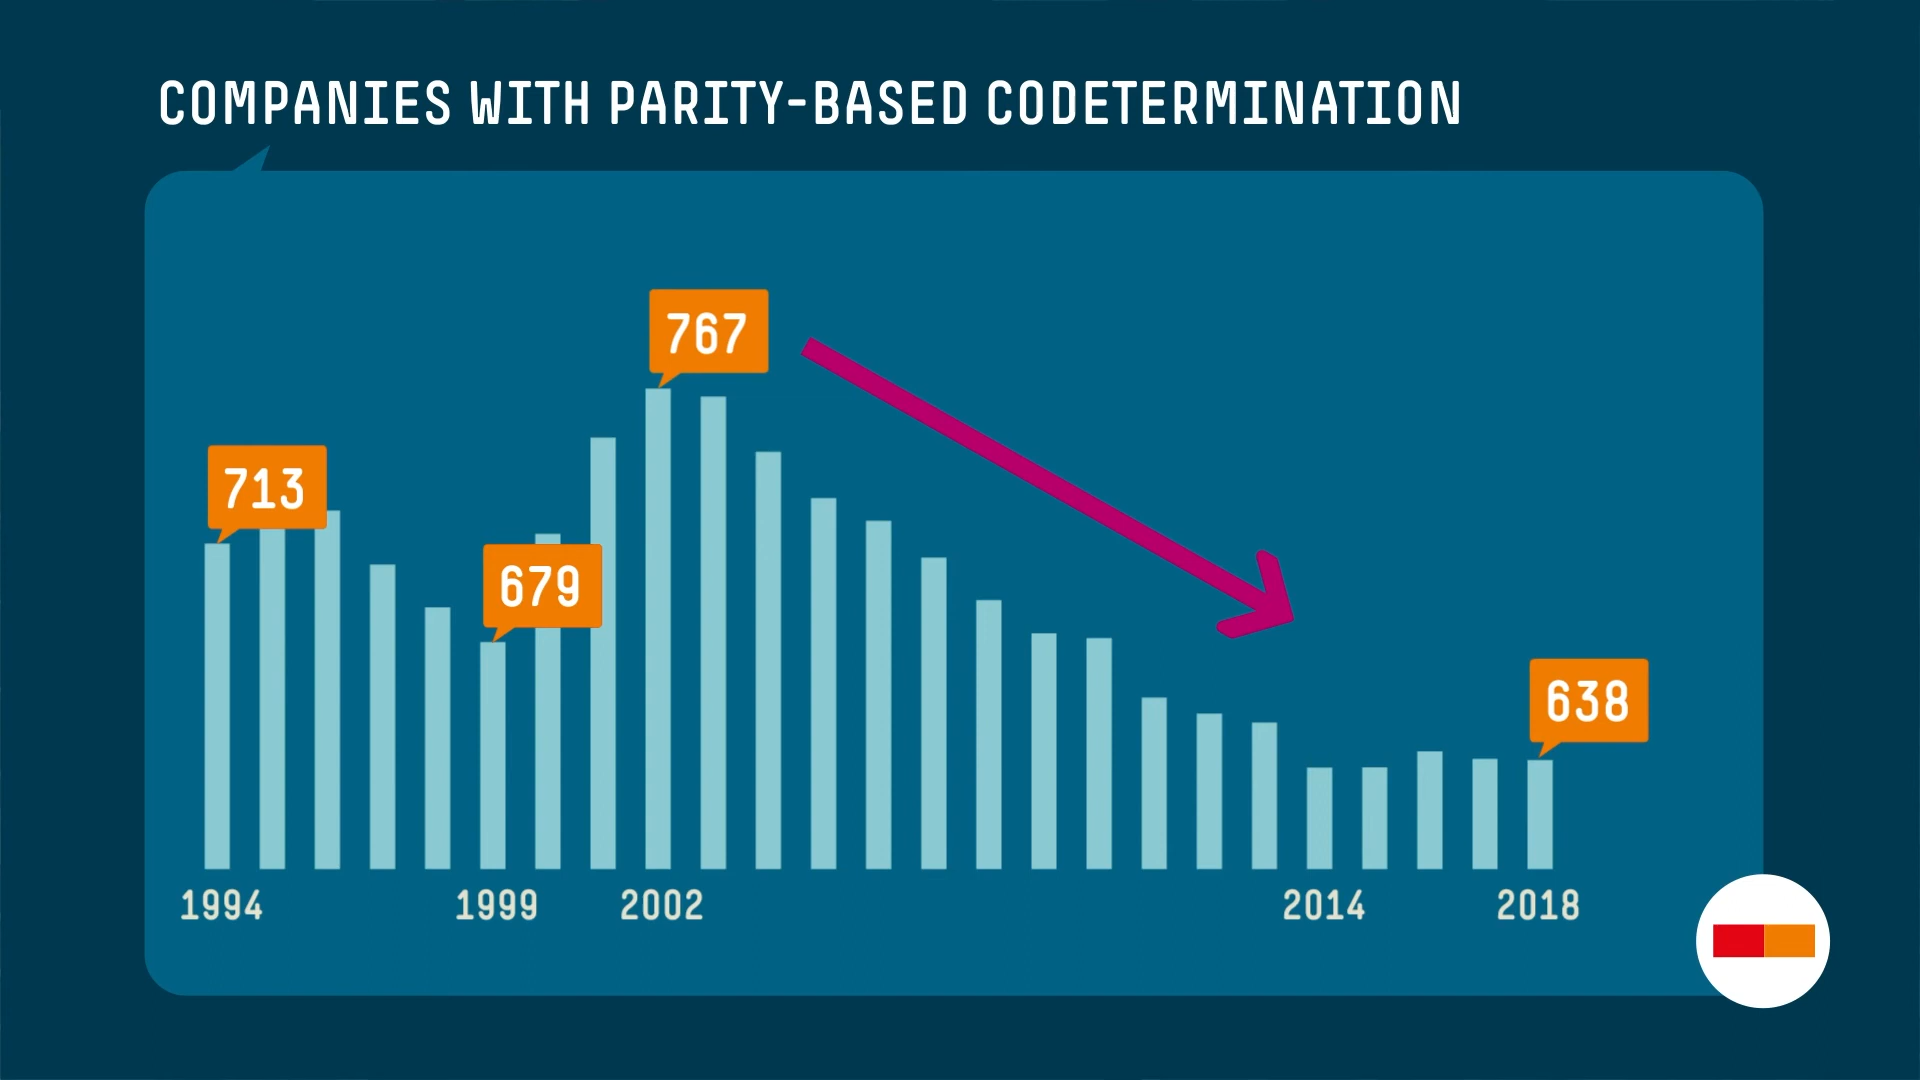 COMPANIES WITH PARITY-BASED CODETERMINATION
767
713
679
638
1994 1999 2002 2014 2018